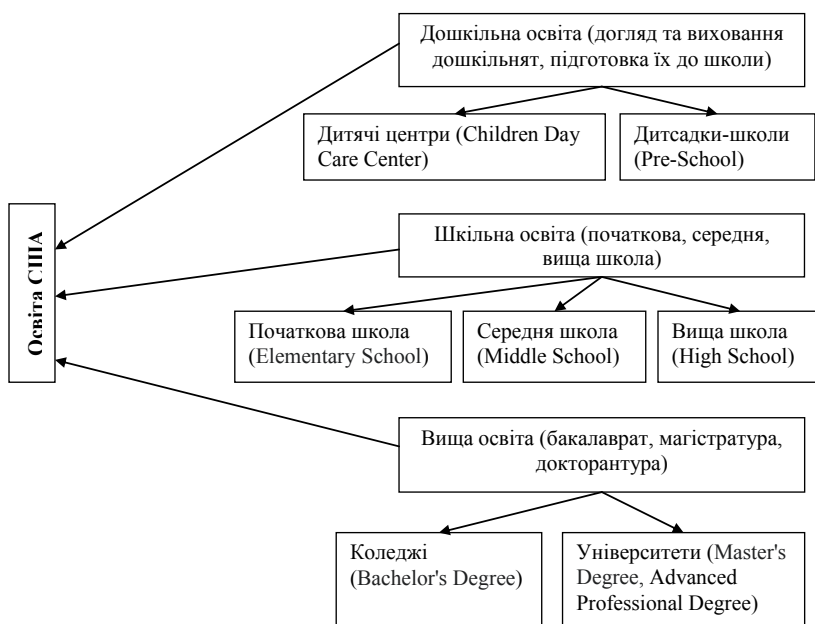 Дошкільна освіта (догляд та виховання
дошкільнят, підготовка їх до школи)
Дитячі центри (Children Day
Care Center)
Дитсадки-школи
(Pre-School)
Освіта США
Шкільна освіта (початкова, середня,
вища школа)
Початкова школа
(Elementary School)
Середня школа
(Middle School)
Вища школа
(High School)
Вища освіта (бакалаврат, магістратура,
докторантура)
Коледжі
(Bachelor's Degree)
Університети (Master's
Degree, Advanced
Professional Degree)